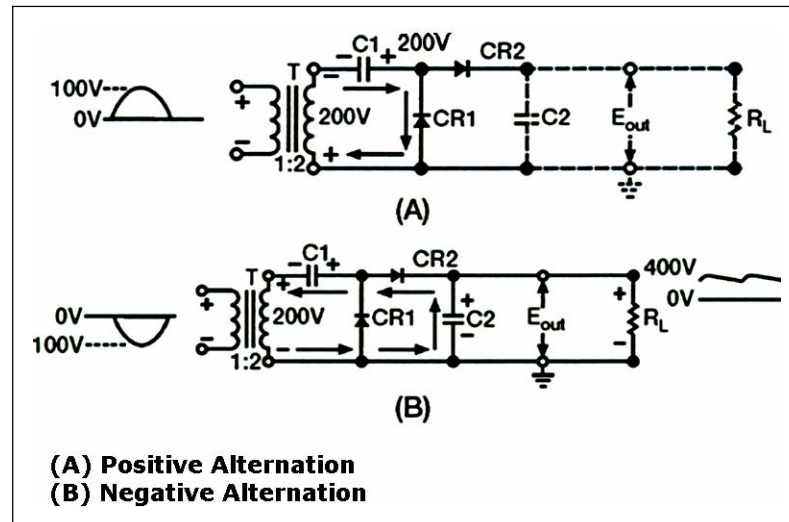 C1
200V
CR2
− +
100V
0V
T
+
−
−
200V
+
1:2
CR1
C2
Eout
RL
(A)
C1
− +
CR2
0V
100V
T
+
−
+
200V
−
1:2
CR1
+
C2
−
Eout
+
RL
−
400V
0V
(B)
(A) Positive Alternation
(B) Negative Alternation